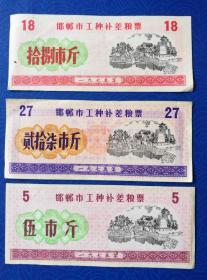 邯郸市工种补差粮票
18 18
拾捌市斤
一九七五年
邯郸市工种补差粮票
27 27
贰拾柒市斤
一九七五年
邯郸市工种补差粮票
5 5
伍市斤
一九七五年